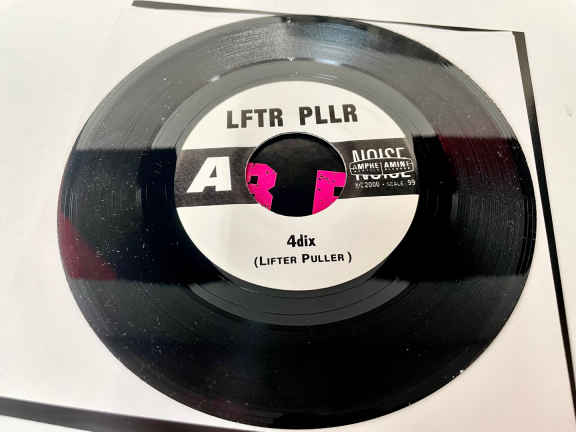 LFTR PLLR
A
NOISE
AMPHETAMINE
NOISE
4dix
(LIFTER PULLER)